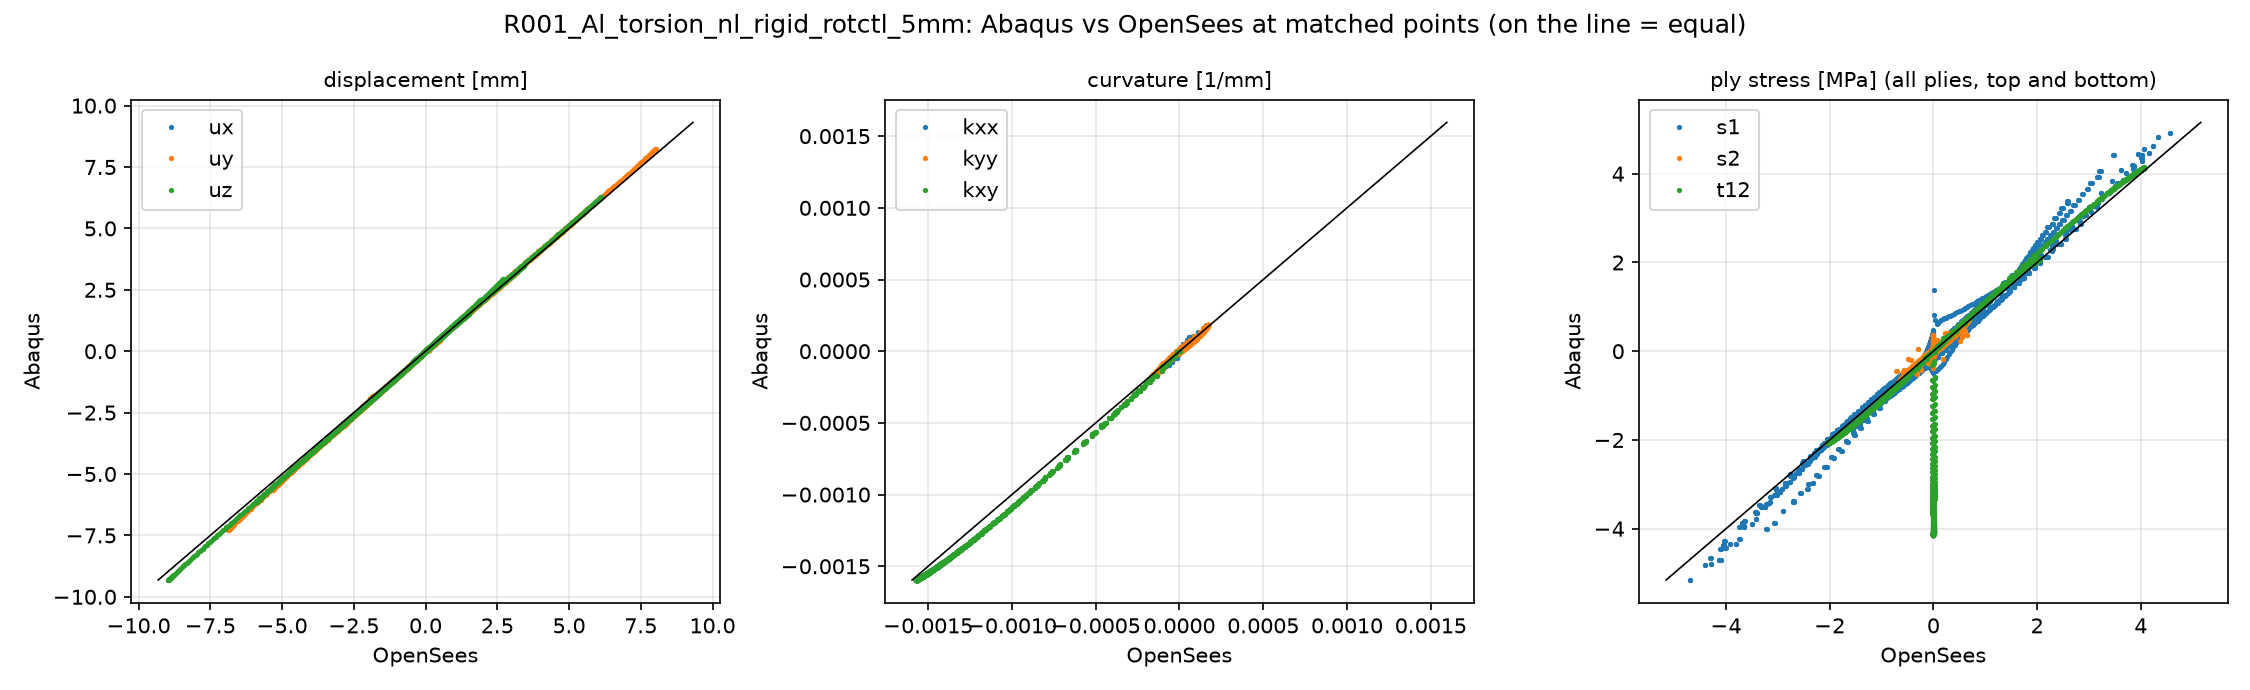 R001_Al_torsion_nl_rigid_rotctl_5mm: Abaqus vs OpenSees at matched points (on the line = equal)
displacement [mm]
ux
uy
uz
10.0
7.5
5.0
2.5
0.0
−2.5
−5.0
−7.5
−10.0
Abaqus
−10.0 −7.5 −5.0 −2.5 0.0 2.5 5.0 7.5 10.0
OpenSees
curvature [1/mm]
kxx
kyy
kxy
0.0015
0.0010
0.0005
0.0000
−0.0005
−0.0010
−0.0015
Abaqus
−0.0015 −0.0010 −0.0005 0.0000 0.0005 0.0010 0.0015
OpenSees
ply stress [MPa] (all plies, top and bottom)
s1
s2
t12
4
2
0
−2
−4
Abaqus
−4 −2 0 2 4
OpenSees